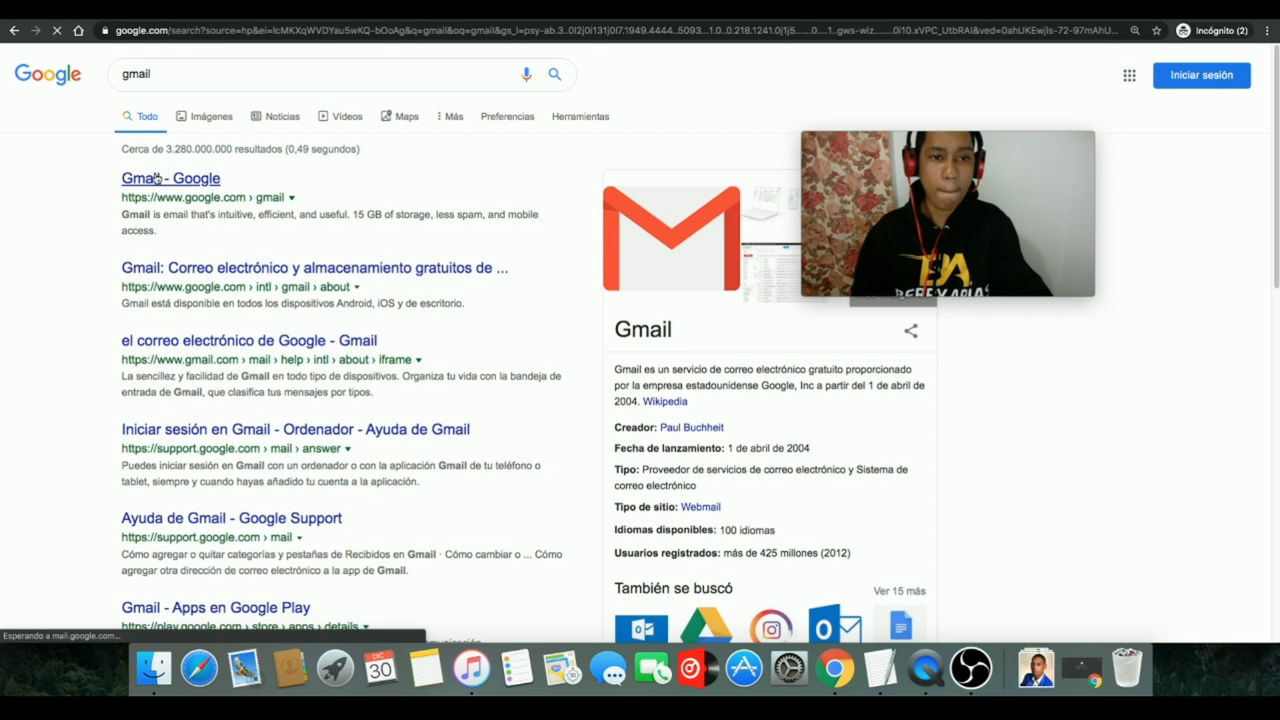 google.com/search?source=hp&ei=IcMKXqWVDYau5wKQ-bOoAg&q=gmail&oq=gmail&gs_l=psy-ab.3..0l2j0i131j0l7.1949.4444..5093...1.0..0.218.1241.0j1j5......0....1..gws-wiz.......0i10.xVPC_UtbRAI&ved=0ahUKEwjIs-72-97mAhU...
Incógnito (2)
Google
gmail
Iniciar sesión
Todo Imágenes Noticias Vídeos Maps Más Preferencias Herramientas
Cerca de 3.280.000.000 resultados (0,49 segundos)
Gmail - Google
https://www.google.com › gmail
Gmail is email that's intuitive, efficient, and useful. 15 GB of storage, less spam, and mobile
access.
Gmail: Correo electrónico y almacenamiento gratuitos de ...
https://www.google.com › intl › gmail › about
Gmail está disponible en todos los dispositivos Android, iOS y de escritorio.
el correo electrónico de Google - Gmail
https://www.gmail.com › mail › help › intl › about › iframe
La sencillez y facilidad de Gmail en todo tipo de dispositivos. Organiza tu vida con la bandeja de
entrada de Gmail, que clasifica tus mensajes por tipos.
Iniciar sesión en Gmail - Ordenador - Ayuda de Gmail
https://support.google.com › mail › answer
Puedes iniciar sesión en Gmail con un ordenador o con la aplicación Gmail de tu teléfono o
tablet, siempre y cuando hayas añadido tu cuenta a la aplicación.
Ayuda de Gmail - Google Support
https://support.google.com › mail
Cómo agregar o quitar categorías y pestañas de Recibidos en Gmail · Cómo cambiar o ... Cómo
agregar otra dirección de correo electrónico a la app de Gmail.
Gmail - Apps en Google Play
https://play.google.com › store › apps › details
Esperando a mail.google.com...
Gmail
Gmail es un servicio de correo electrónico gratuito proporcionado
por la empresa estadounidense Google, Inc a partir del 1 de abril de
2004. Wikipedia
Creador: Paul Buchheit
Fecha de lanzamiento: 1 de abril de 2004
Tipo: Proveedor de servicios de correo electrónico y Sistema de
correo electrónico
Tipo de sitio: Webmail
Idiomas disponibles: 100 idiomas
Usuarios registrados: más de 425 millones (2012)
También se buscó
Ver 15 más
DIC
30